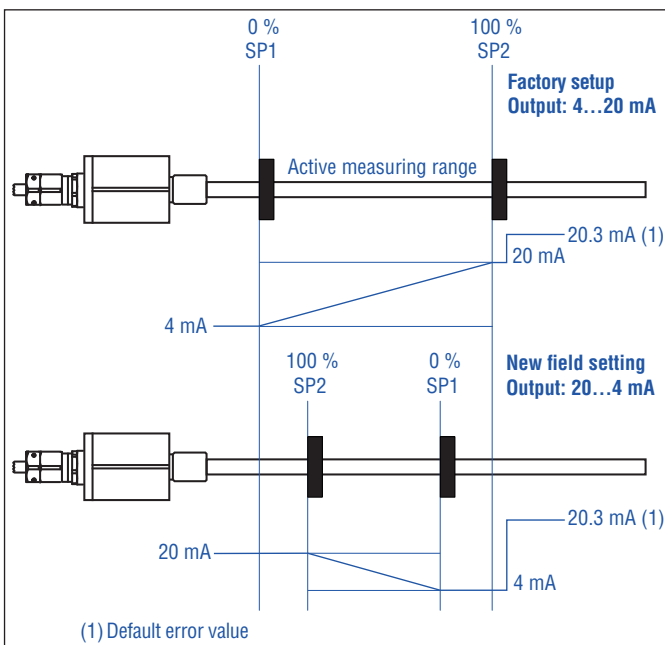 0 %
SP1
100 %
SP2
Factory setup
Output: 4…20 mA
Active measuring range
20.3 mA (1)
20 mA
4 mA
100 %
SP2
0 %
SP1
New field setting
Output: 20…4 mA
20.3 mA (1)
20 mA
4 mA
(1) Default error value